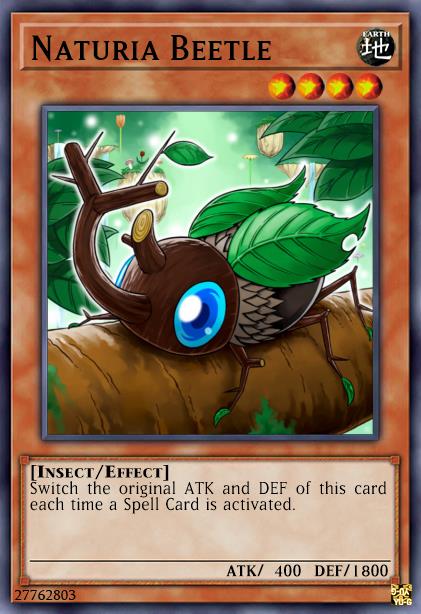 Naturia Beetle
EARTH
地
[Insect/Effect]
Switch the original ATK and DEF of this card
each time a Spell Card is activated.
ATK/ 400 DEF/1800
27762803